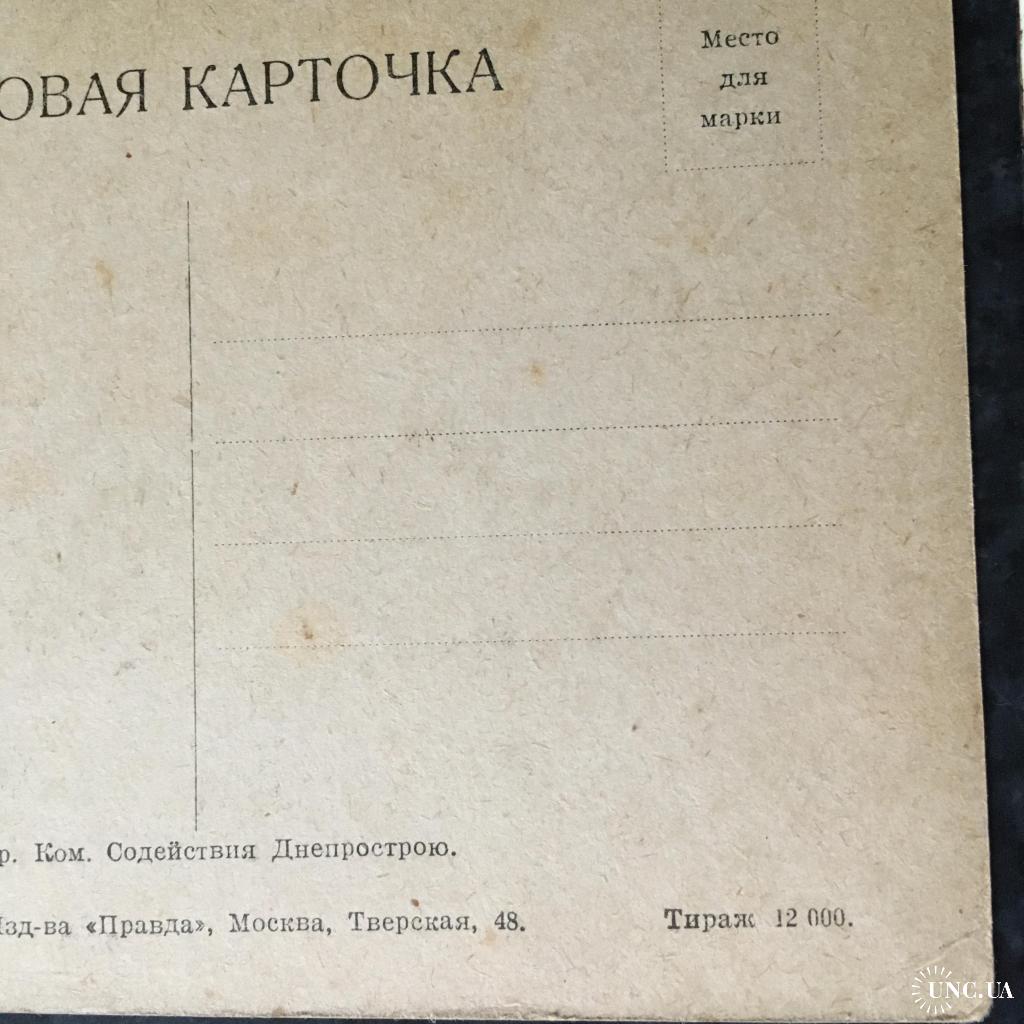 ОВАЯ КАРТОЧКА
Место
для
марки
р. Ком. Содействия Днепрострою.
Изд-ва «Правда», Москва, Тверская, 48.
Тираж 12 000.
UNC.UA